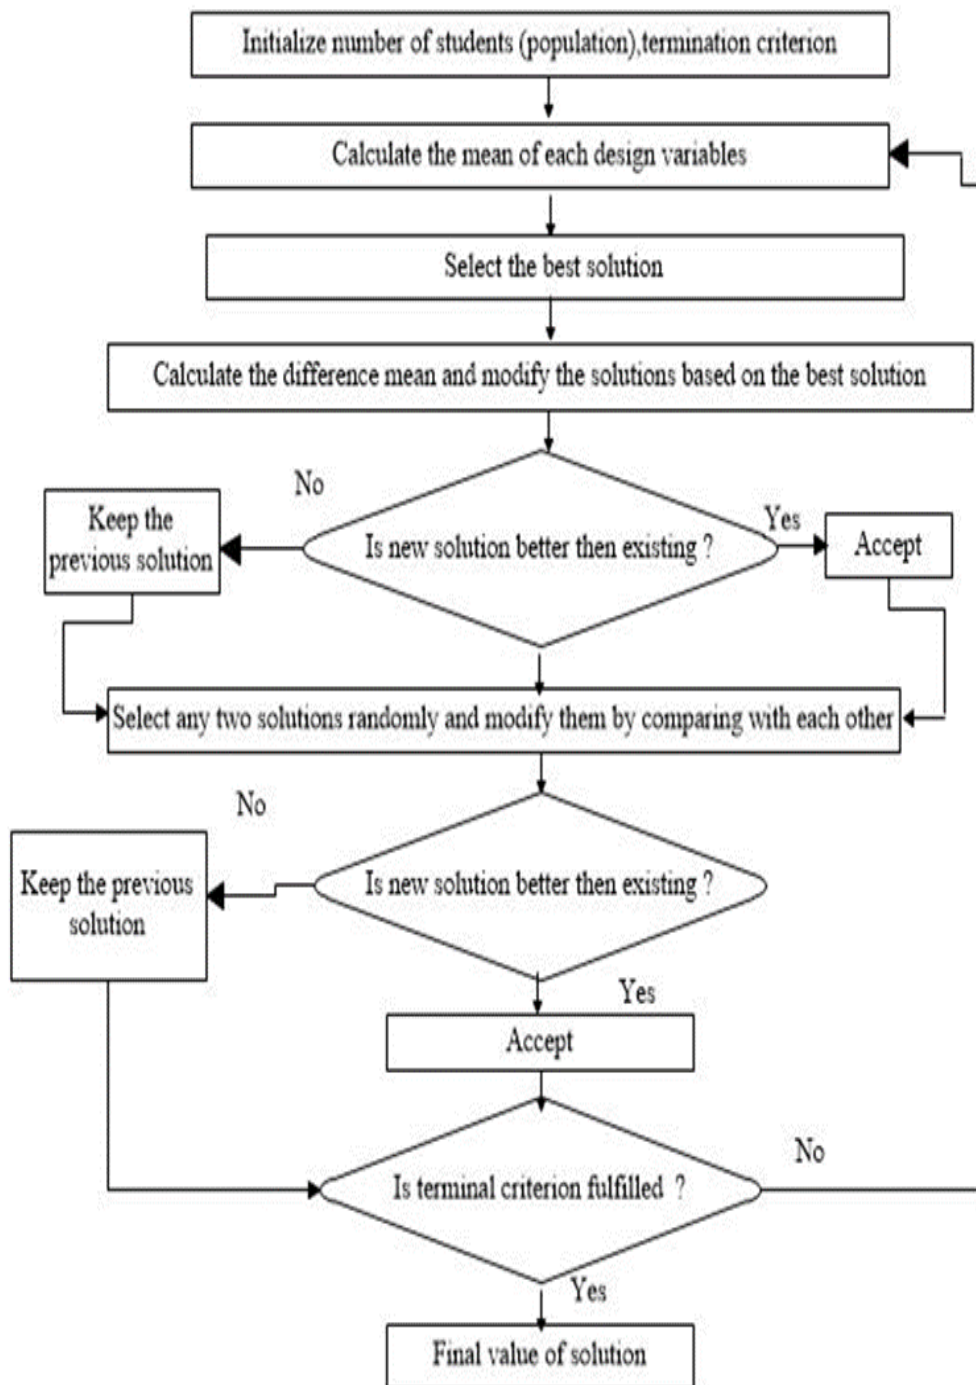 Initialize number of students (population),termination criterion
Calculate the mean of each design variables
Select the best solution
Calculate the difference mean and modify the solutions based on the best solution
No
Keep the
previous solution
Is new solution better then existing ?
Yes
Accept
Select any two solutions randomly and modify them by comparing with each other
No
Keep the previous
solution
Is new solution better then existing ?
Yes
Accept
Is terminal criterion fulfilled ?
No
Yes
Final value of solution